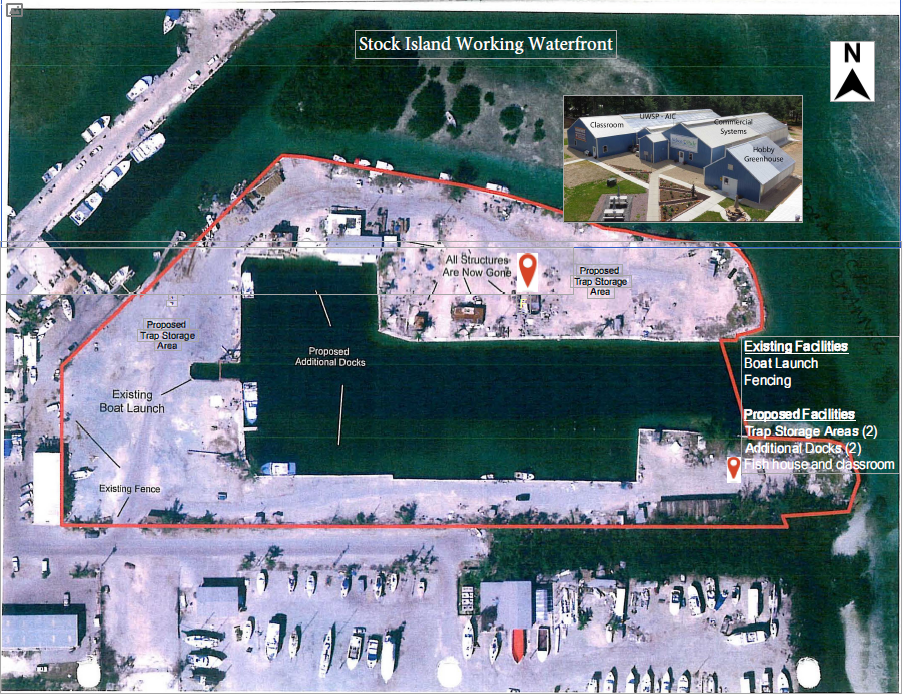 Stock Island Working Waterfront
N
UWSP - AIC
Classroom
Commercial
Systems
Hobby
Greenhouse
All Structures
Are Now Gone
Proposed
Trap Storage
Area
Proposed
Trap Storage
Area
Proposed
Additional Docks
Existing
Boat Launch
Existing Fence
Existing Facilities
Boat Launch
Fencing
Proposed Facilities
Trap Storage Areas (2)
Additional Docks (2)
Fish house and classroom